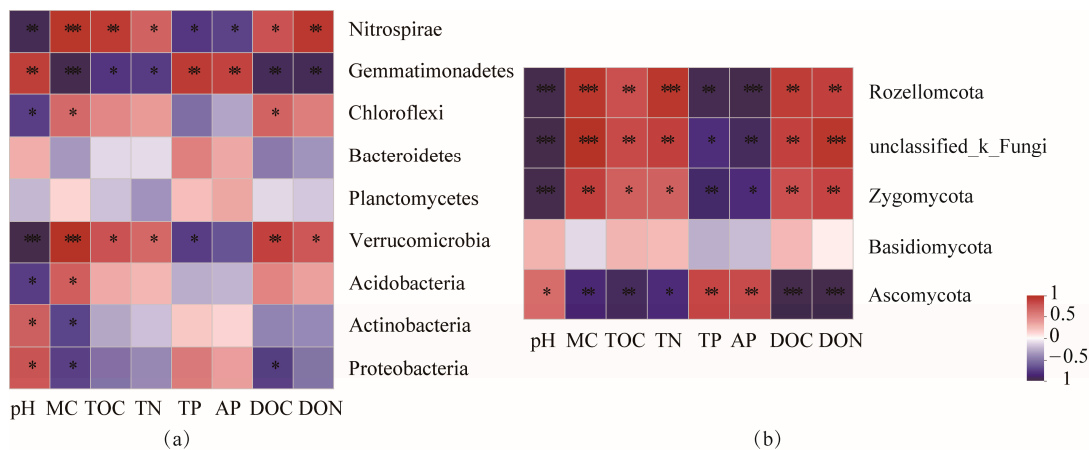 ** *** ** * * * * ** Nitrospirae
** *** * * ** ** ** ** Gemmatimonadetes
* * * Chloroflexi
Bacteroidetes
Planctomycetes
*** *** * * * ** * Verrucomicrobia
* * Acidobacteria
* * Actinobacteria
* * * Proteobacteria
pH MC TOC TN TP AP DOC DON
(a)
*** *** ** *** ** *** ** ** Rozellomcota
*** *** ** ** * ** ** *** unclassified_k_Fungi
*** ** * * ** * ** ** Zygomycota
Basidiomycota
* ** ** * ** ** *** *** Ascomycota
pH MC TOC TN TP AP DOC DON
(b)
1
0.5
0
−0.5
1